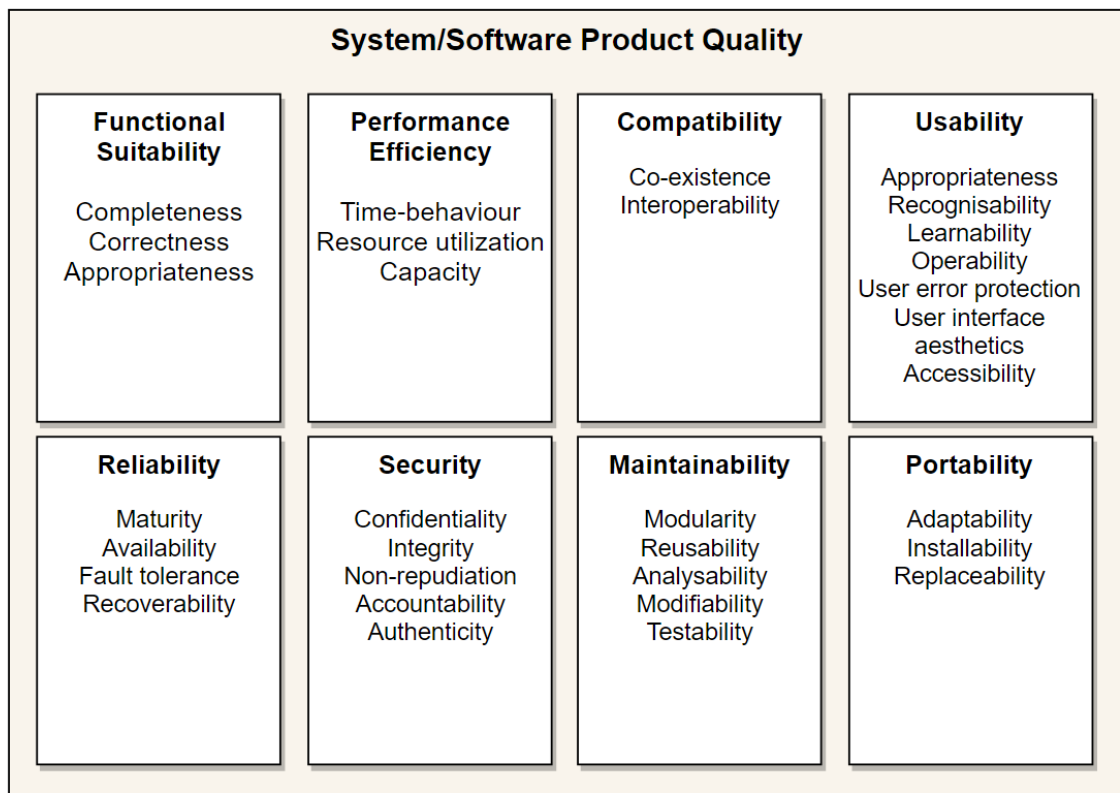 System/Software Product Quality
Functional
Suitability
Completeness
Correctness
Appropriateness
Performance
Efficiency
Time-behaviour
Resource utilization
Capacity
Compatibility
Co-existence
Interoperability
Usability
Appropriateness
Recognisability
Learnability
Operability
User error protection
User interface
aesthetics
Accessibility
Reliability
Maturity
Availability
Fault tolerance
Recoverability
Security
Confidentiality
Integrity
Non-repudiation
Accountability
Authenticity
Maintainability
Modularity
Reusability
Analysability
Modifiability
Testability
Portability
Adaptability
Installability
Replaceability